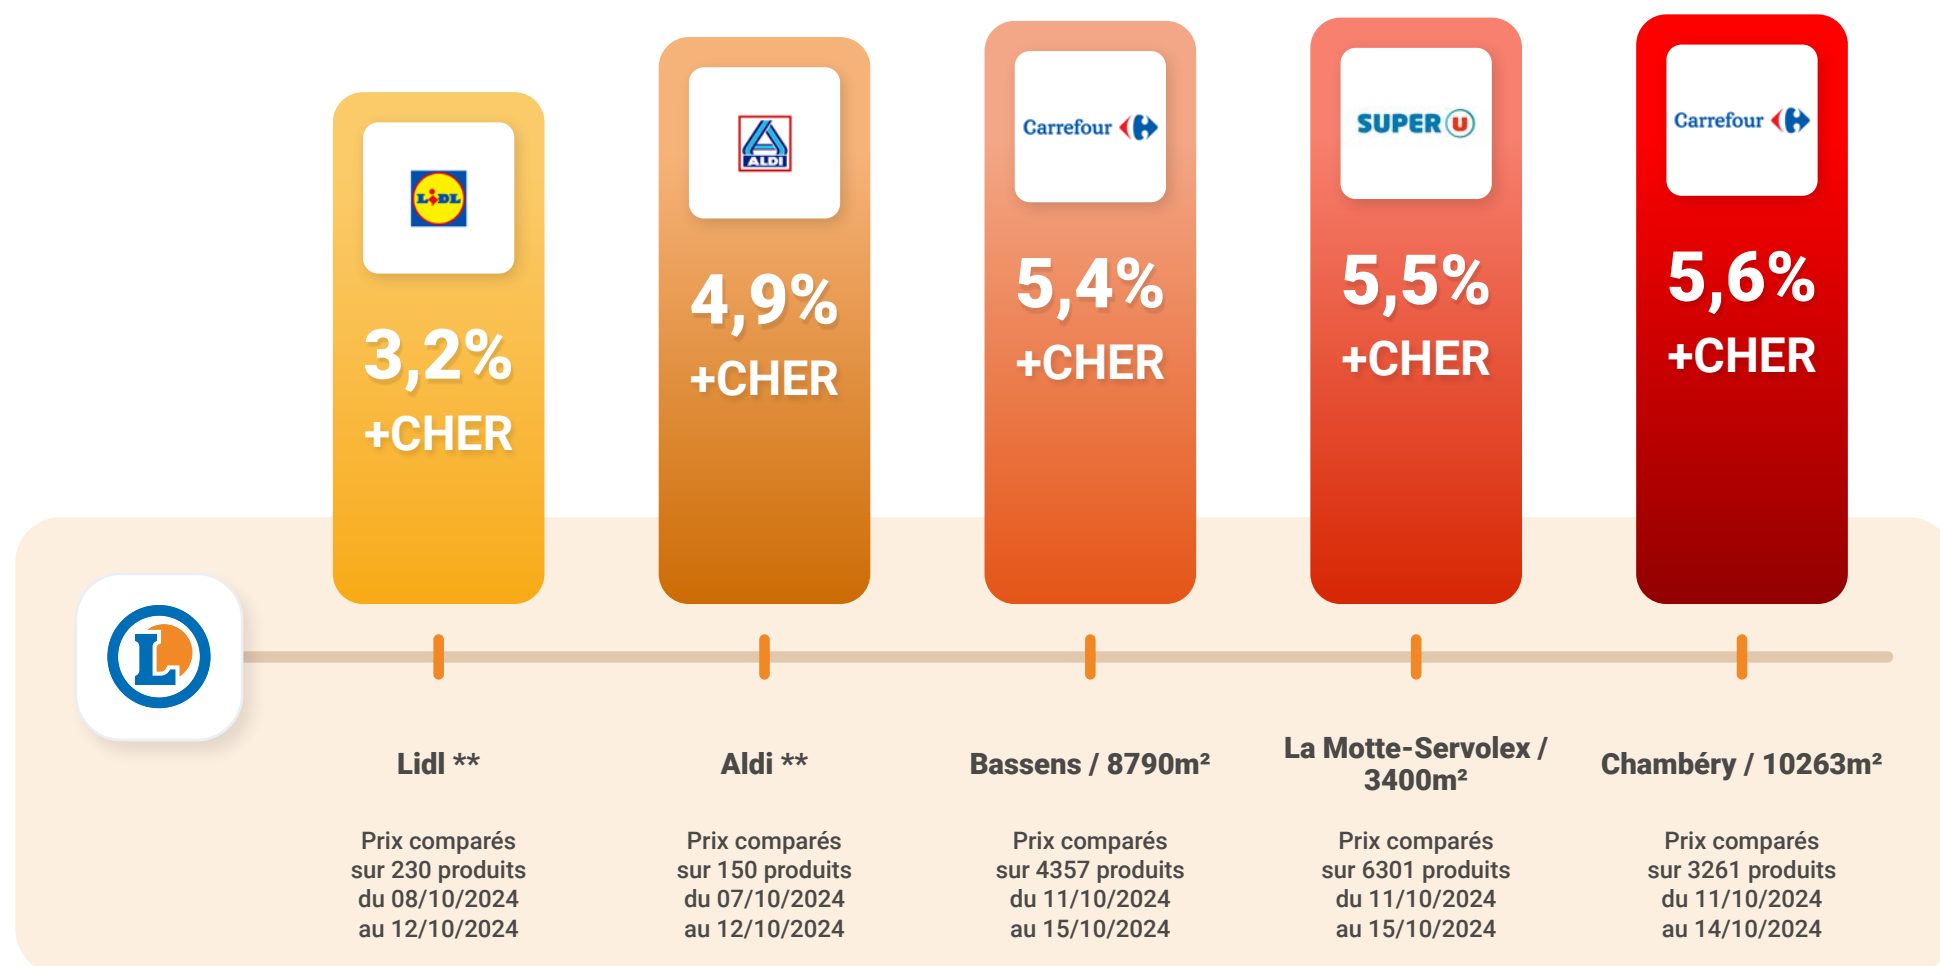 LIDL
3,2%
+CHER
ALDI
4,9%
+CHER
Carrefour
5,4%
+CHER
SUPER U
5,5%
+CHER
Carrefour
5,6%
+CHER
L
Lidl **
Prix comparés
sur 230 produits
du 08/10/2024
au 12/10/2024
Aldi **
Prix comparés
sur 150 produits
du 07/10/2024
au 12/10/2024
Bassens / 8790m²
Prix comparés
sur 4357 produits
du 11/10/2024
au 15/10/2024
La Motte-Servolex /
3400m²
Prix comparés
sur 6301 produits
du 11/10/2024
au 15/10/2024
Chambéry / 10263m²
Prix comparés
sur 3261 produits
du 11/10/2024
au 14/10/2024